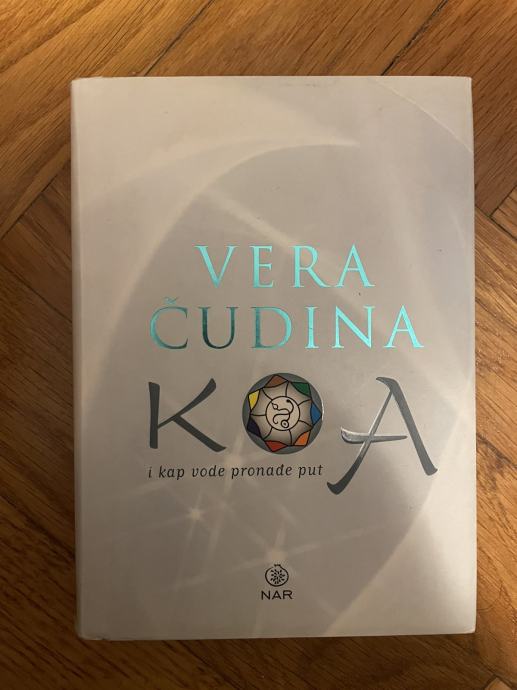 VERA
ČUDINA
KOA
i kap vode pronađe put
NAR